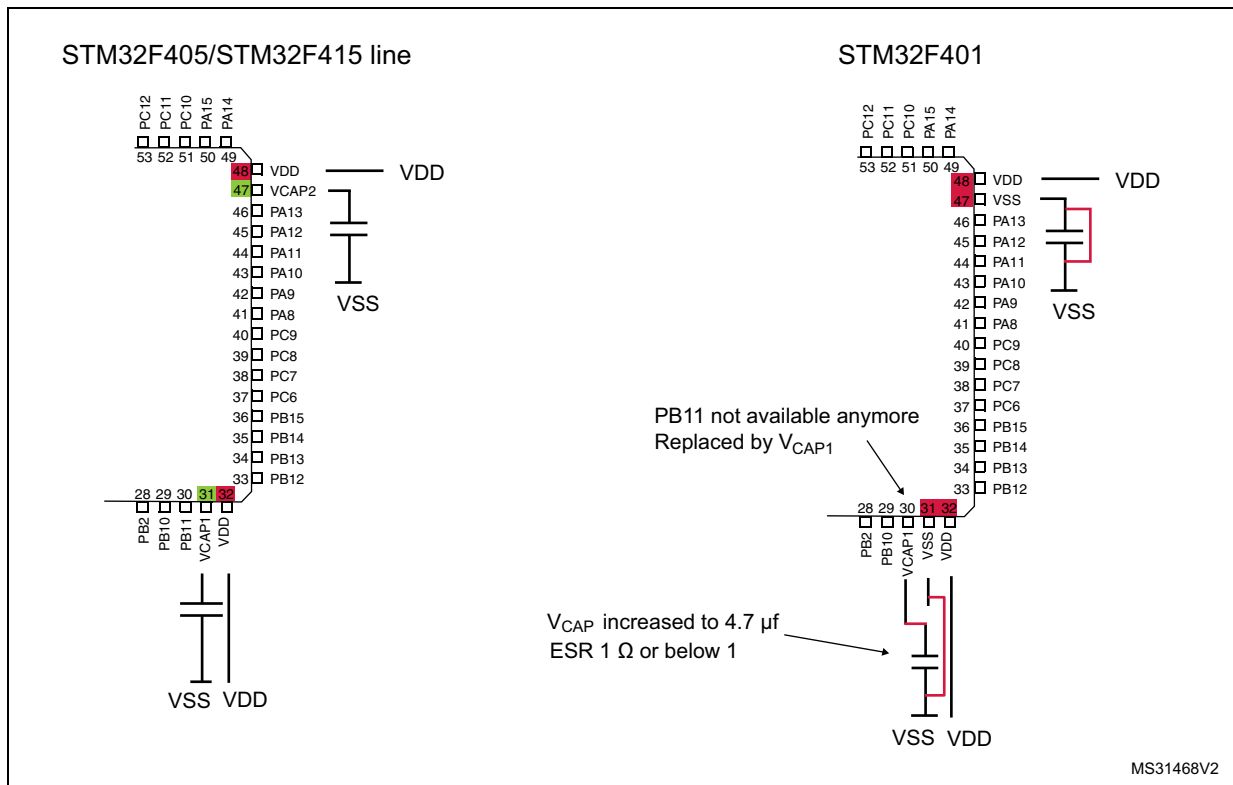 STM32F405/STM32F415 line
PC12
PC11
PC10
PA15
PA14
53 52 51 50 49
48 VDD
VDD
47 VCAP2
46 PA13
45 PA12
44 PA11
43 PA10
42 PA9
VSS
41 PA8
40 PC9
39 PC8
38 PC7
37 PC6
36 PB15
35 PB14
34 PB13
33 PB12
28 29 30 31 32
PB2
PB10
PB11
VCAP1
VDD
VSS VDD
STM32F401
PC12
PC11
PC10
PA15
PA14
53 52 51 50 49
48 VDD
VDD
47 VSS
46 PA13
45 PA12
44 PA11
43 PA10
42 PA9
VSS
41 PA8
40 PC9
39 PC8
38 PC7
37 PC6
36 PB15
35 PB14
34 PB13
33 PB12
PB11 not available anymore
Replaced by VCAP1
28 29 30 31 32
PB2
PB10
VCAP1
VSS
VDD
VCAP increased to 4.7 µf
ESR 1 Ω or below 1
VSS VDD
MS31468V2